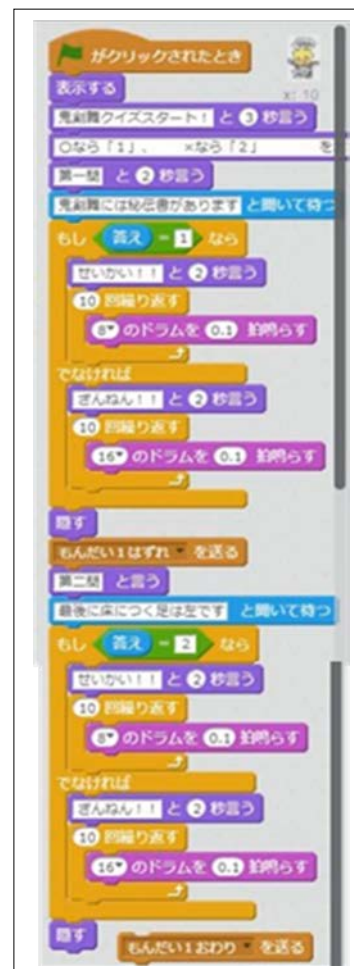 がクリックされたとき
x: 10
表示する
鬼剣舞クイズスタート! と 3 秒言う
〇なら「1」、 ×なら「2」 を
第一問 と 2 秒言う
鬼剣舞には秘伝書があります と聞いて待つ
もし 答え = 1 なら
せいかい!! と 2 秒言う
10 回繰り返す
8 のドラムを 0.1 拍鳴らす
でなければ
ざんねん!! と 2 秒言う
10 回繰り返す
16 のドラムを 0.1 拍鳴らす
隠す
もんだい1はずれ を送る
第二問 と言う
最後に床につく足は左です と聞いて待つ
もし 答え = 2 なら
せいかい!! と 2 秒言う
10 回繰り返す
8 のドラムを 0.1 拍鳴らす
でなければ
ざんねん!! と 2 秒言う
10 回繰り返す
16 のドラムを 0.1 拍鳴らす
隠す
もんだい1おわり を送る